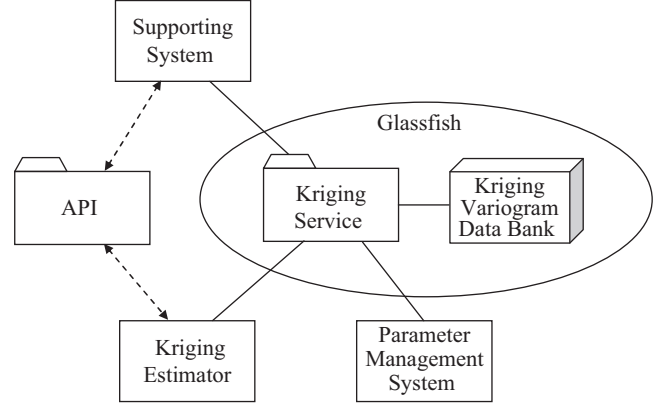 Supporting
System
Glassfish
API
Kriging
Service
Kriging
Variogram
Data Bank
Kriging
Estimator
Parameter
Management
System